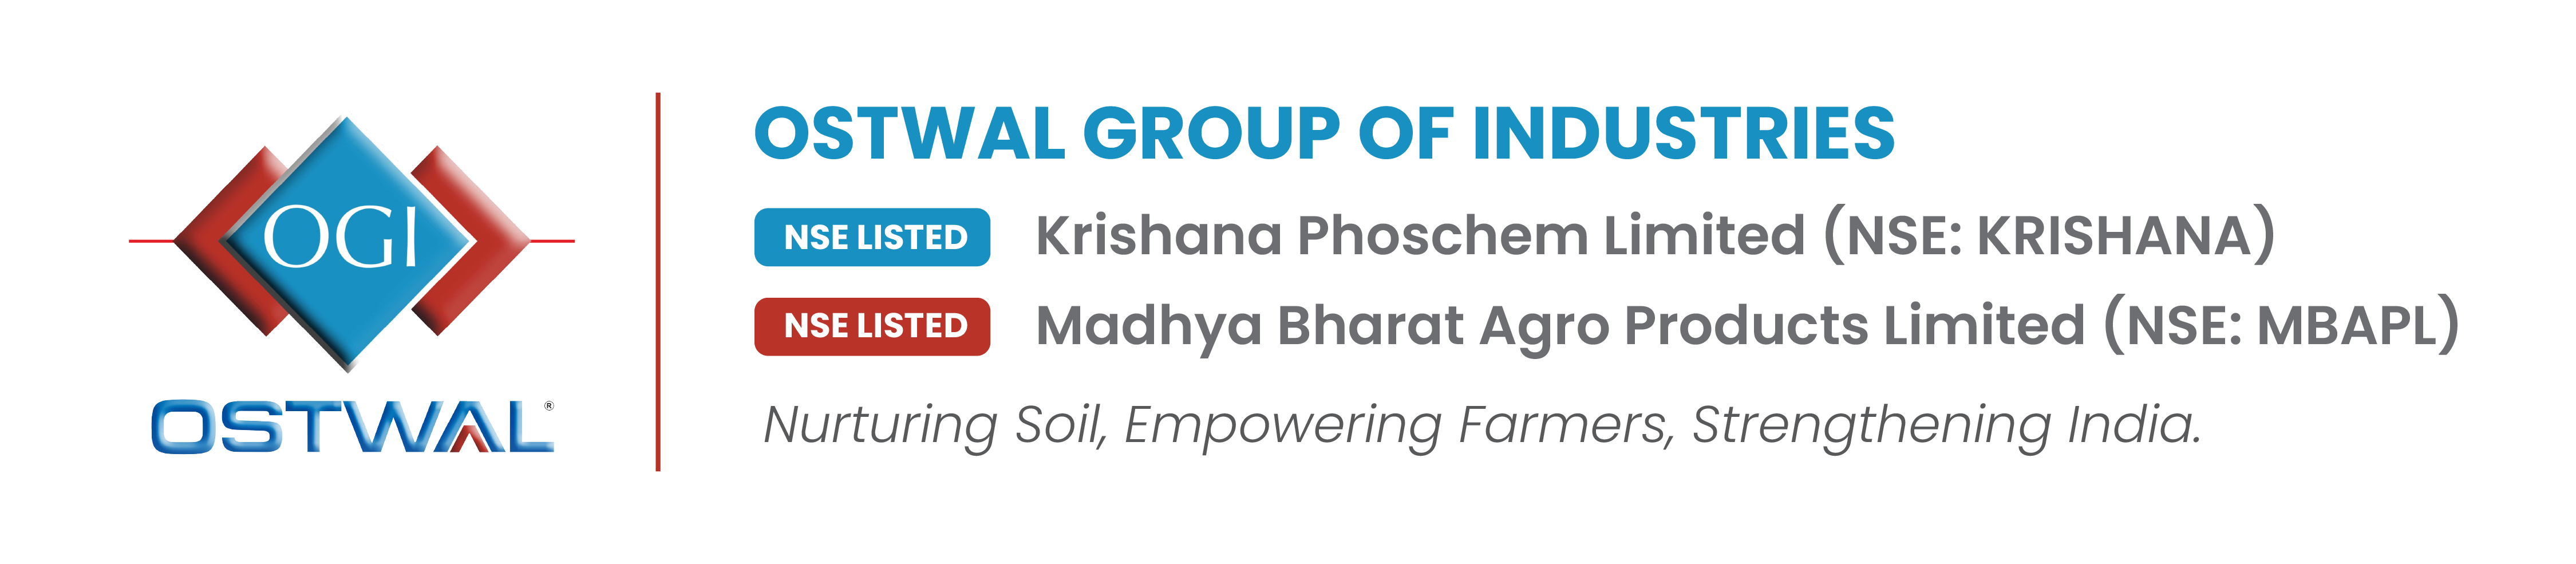 OGI
OSTWAL®
OSTWAL GROUP OF INDUSTRIES
NSE LISTED Krishana Phoschem Limited (NSE: KRISHANA)
NSE LISTED Madhya Bharat Agro Products Limited (NSE: MBAPL)
Nurturing Soil, Empowering Farmers, Strengthening India.